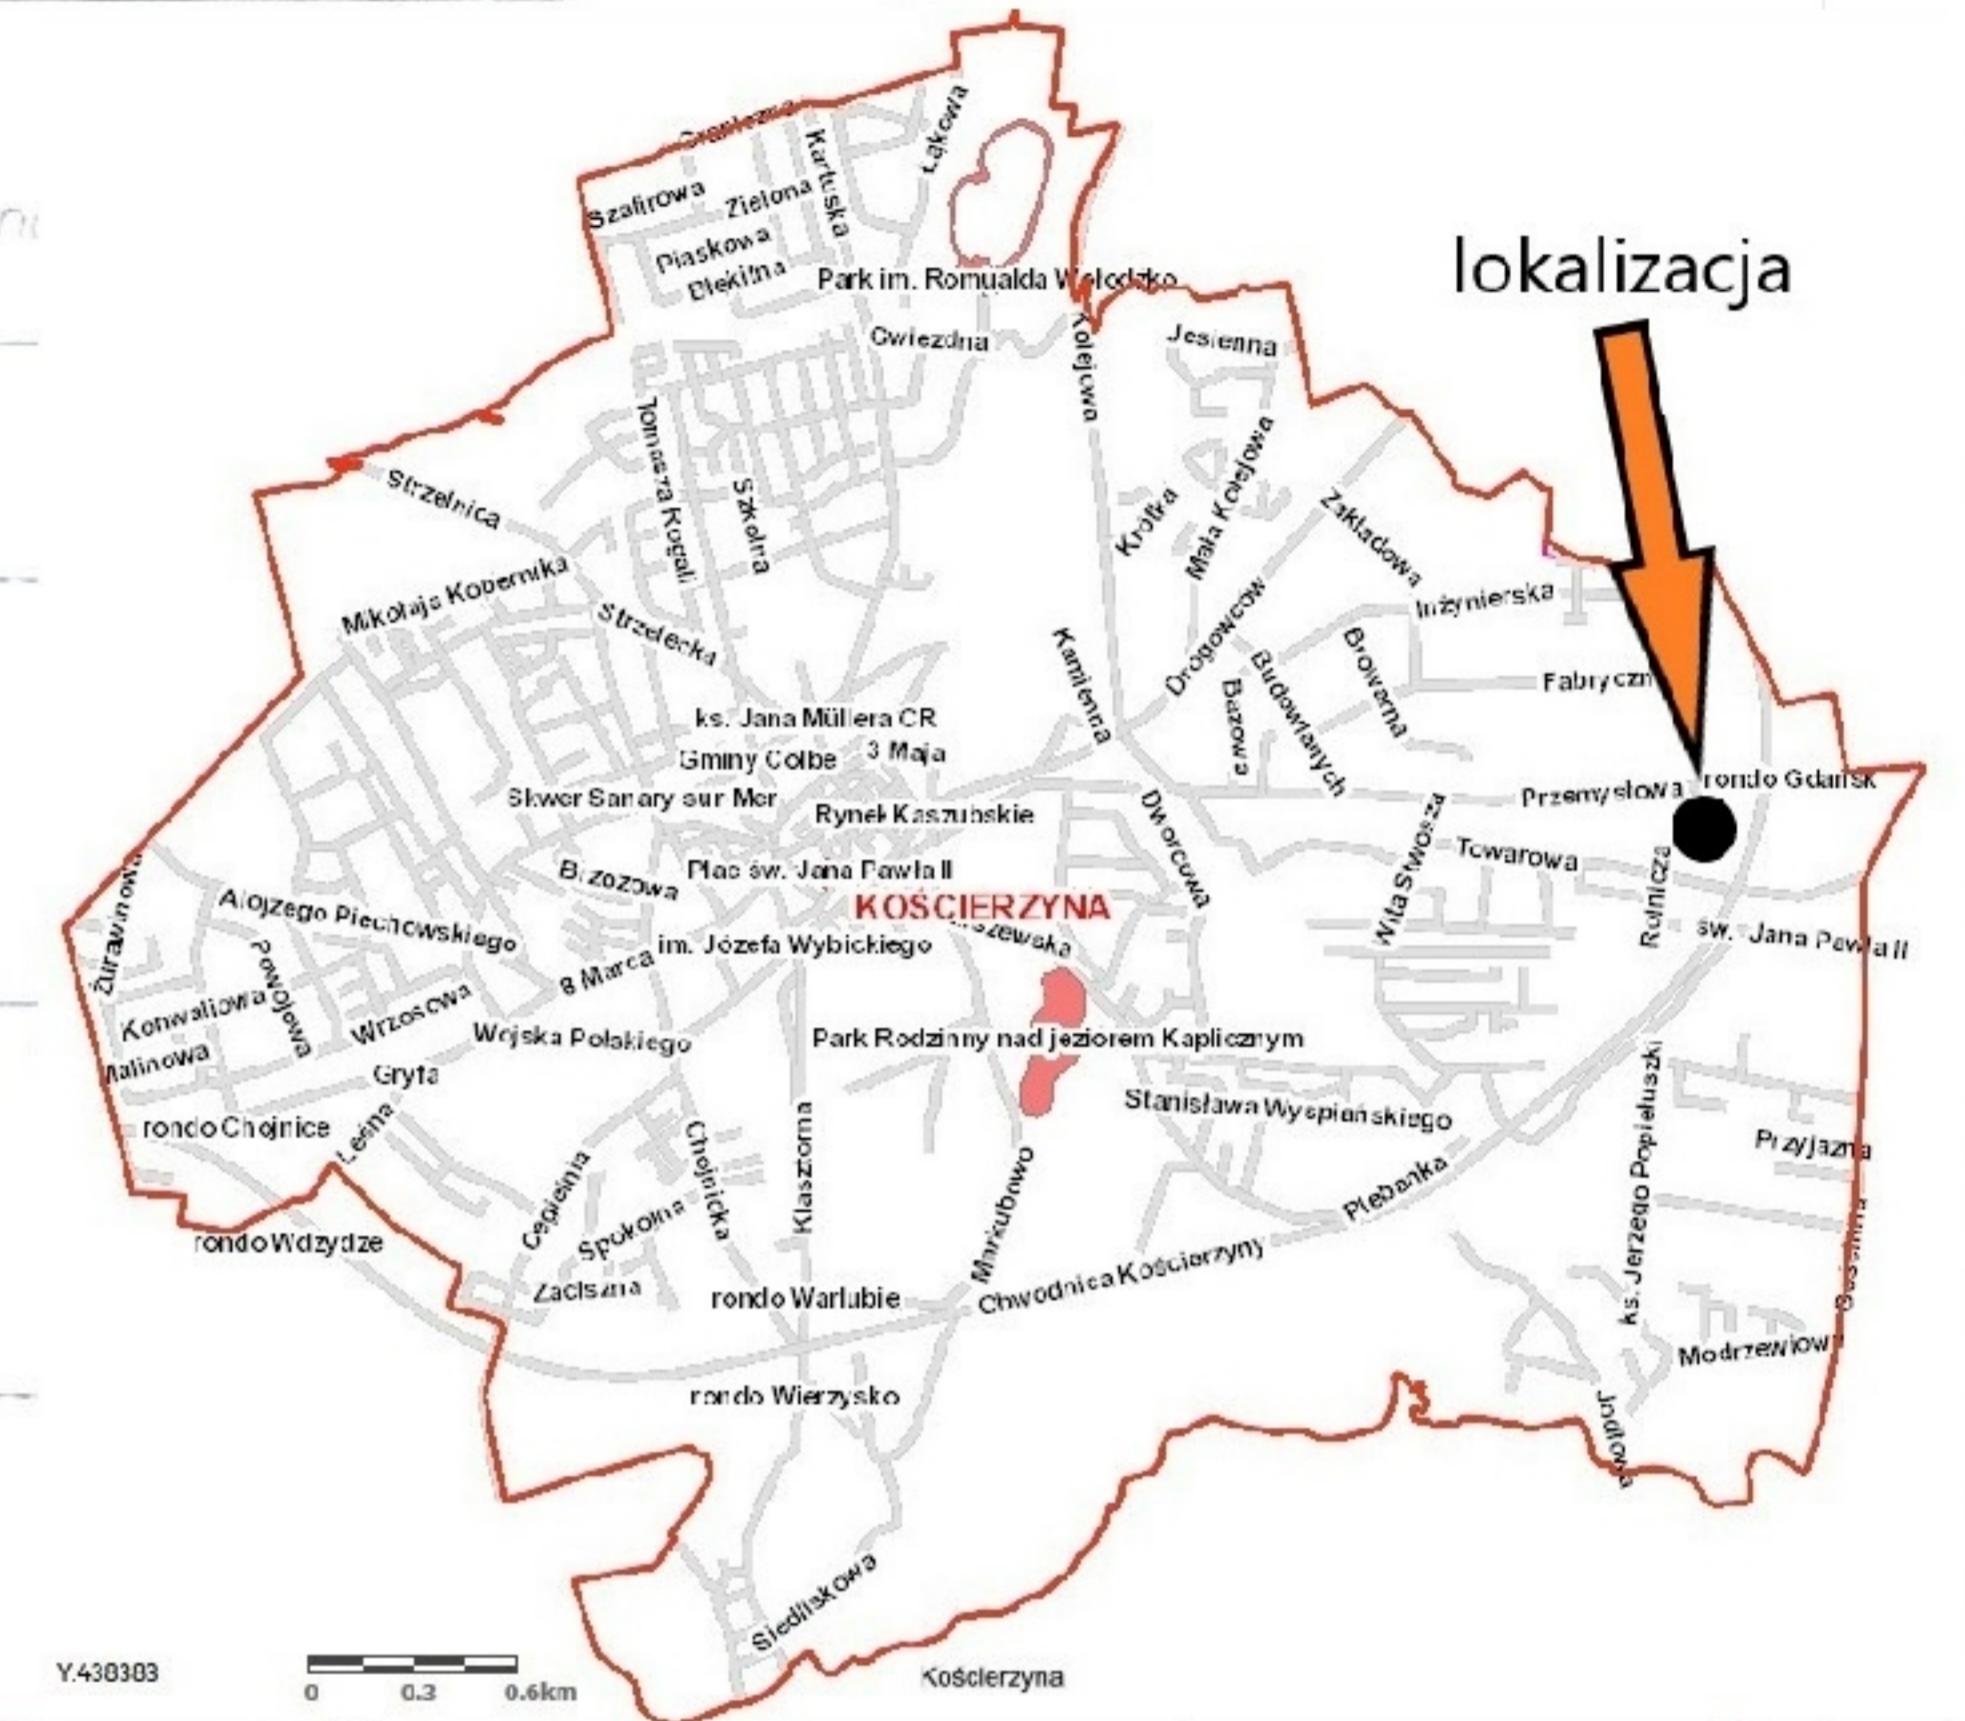 Łąkowa
Kartuska
Szafirowa
Zielona
Piaskowa
Błękitna
lokalizacja
Park im. Romualda Wołodźko
Gwiezdna
Kolejowa
Jesienna
Tomasza Rogali
Szkolna
Strzelnica
Krótka
Mała Kolejowa
Zakładowa
Mikołaja Kopernika
Strzelecka
Inżynierska
Drogowców
Kamienna
Budowlanych
Browarna
Bazowa
Fabryczn
ks. Jana Müllera CR
Gminy Cölbe
3 Maja
Skwer Sanary sur Mer
Rynek Kaszubskie
Przemysłowa
rondo Gdańsk
Dworcowa
Wita Stwosza
Towarowa
Rolnicza
Brzozowa
Plac św. Jana Pawła II
KOŚCIERZYNA
Żurawinowa
Alojzego Piechowskiego
szewska
im. Józefa Wybickiego
8 Marca
św. Jana Pawła II
Powojowa
Konwaliowa
Wrzosowa
Wojska Polskiego
Park Rodzinny nad jeziorem Kaplicznym
Malinowa
Gryfa
rondo Chojnice
Leśna
Stanisława Wyspiańskiego
ks. Jerzego Popiełuszki
Przyjazna
Chojnicka
Klasztorna
Cegielnia
Spokojna
Markubowo
Plebanka
rondo Wdzydze
Zacisze
rondo Warlubie
Chwodnica Kościerzyny
Modrzewiowa
rondo Wierzysko
Jodłowa
Siedliskowa
Kościerzyna
Y.438383
0 0.3 0.6km